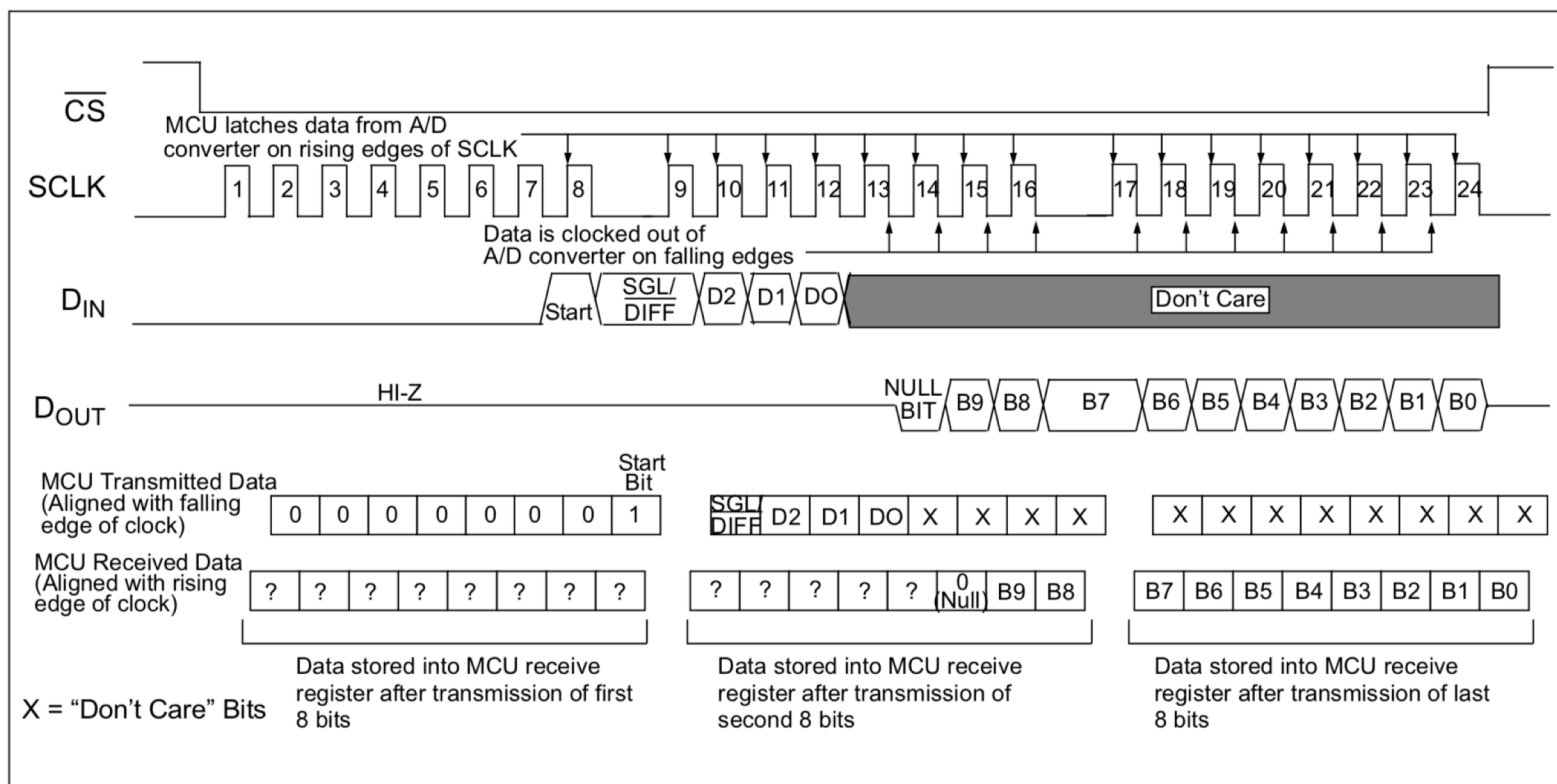 CS
MCU latches data from A/D
converter on rising edges of SCLK
SCLK
1 2 3 4 5 6 7 8 9 10 11 12 13 14 15 16 17 18 19 20 21 22 23 24
Data is clocked out of
A/D converter on falling edges
DIN
Start SGL/ DIFF D2 D1 DO Don't Care
HI-Z
DOUT
NULL BIT B9 B8 B7 B6 B5 B4 B3 B2 B1 B0
MCU Transmitted Data
(Aligned with falling
edge of clock)
Start
Bit
0 0 0 0 0 0 0 1 SGL/ DIFF D2 D1 DO X X X X X X X X X X X X
MCU Received Data
(Aligned with rising
edge of clock)
? ? ? ? ? ? ? ? ? ? ? ? ? 0 (Null) B9 B8 B7 B6 B5 B4 B3 B2 B1 B0
Data stored into MCU receive
register after transmission of first
8 bits
Data stored into MCU receive
register after transmission of
second 8 bits
Data stored into MCU receive
register after transmission of last
8 bits
X = “Don't Care” Bits